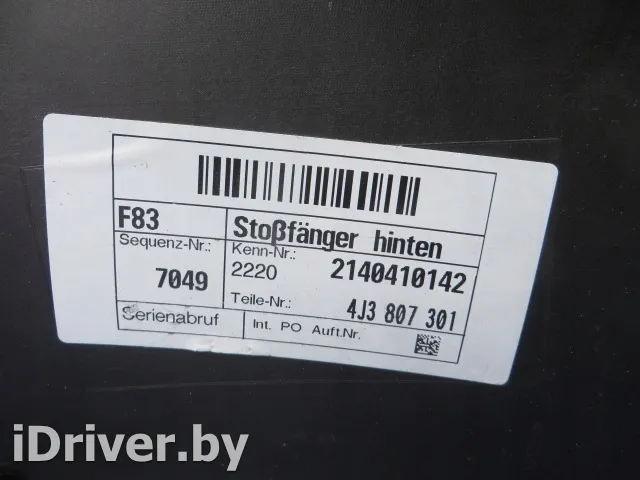 F83
Stoßfänger hinten
Sequenz-Nr.:
7049
Kenn-Nr.:
2220
2140410142
Teile-Nr.:
4J3 807 301
Serienabruf
Int. PO Auft.Nr.
iDriver.by